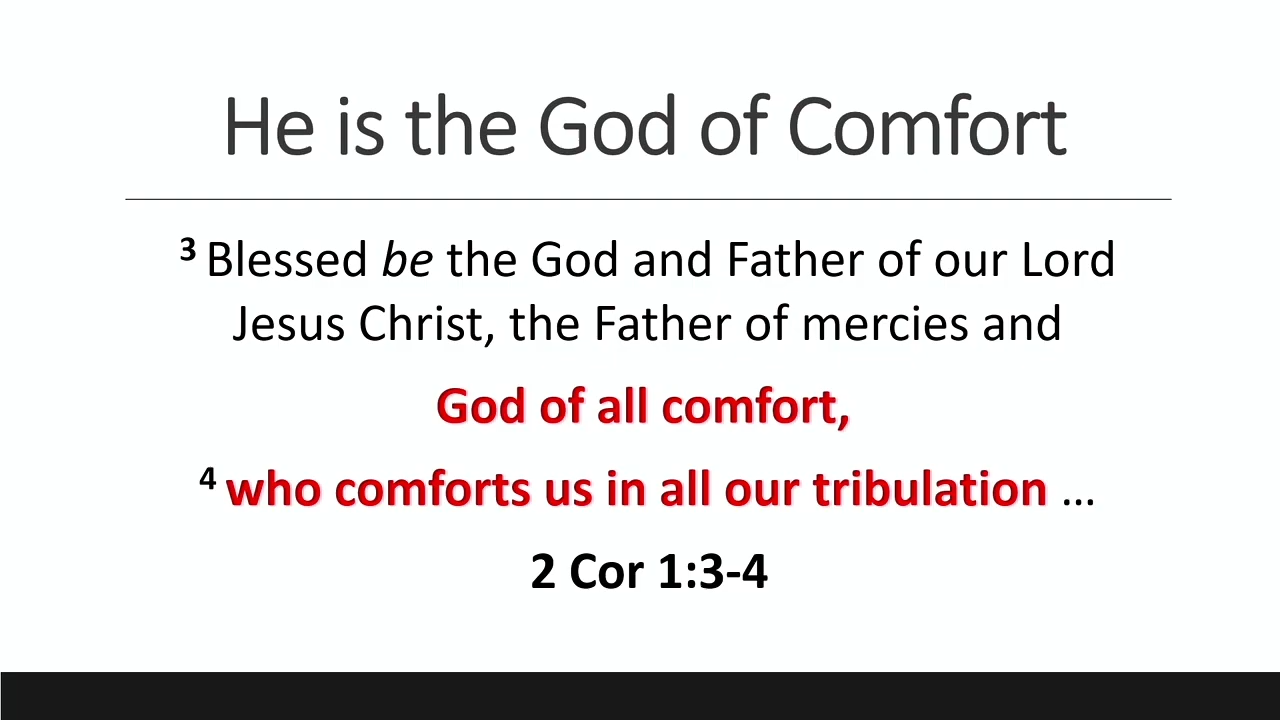 He is the God of Comfort
3 Blessed be the God and Father of our Lord
Jesus Christ, the Father of mercies and
God of all comfort,
4 who comforts us in all our tribulation ...
2 Cor 1:3-4